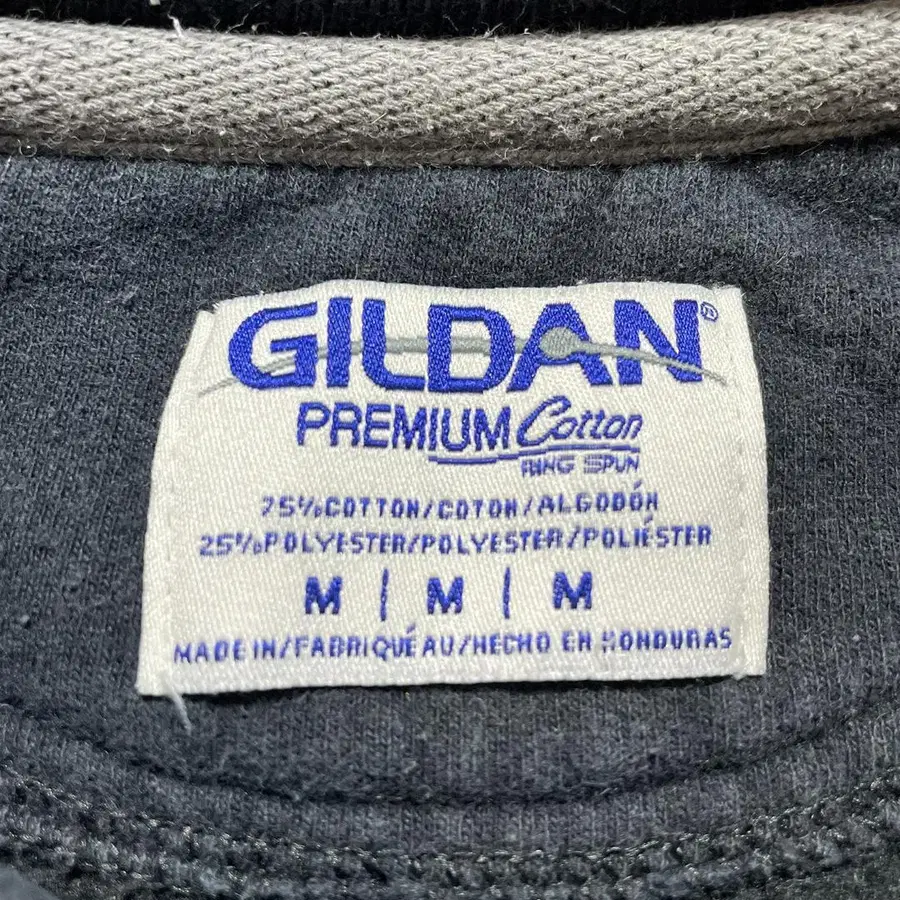 GILDAN®
PREMIUM Cotton
RING SPUN
75% COTTON/COTON/ALGODÓN
25% POLYESTER/POLYESTER/POLIÉSTER
M | M | M
MADE IN/FABRIQUÉ AU/HECHO EN HONDURAS